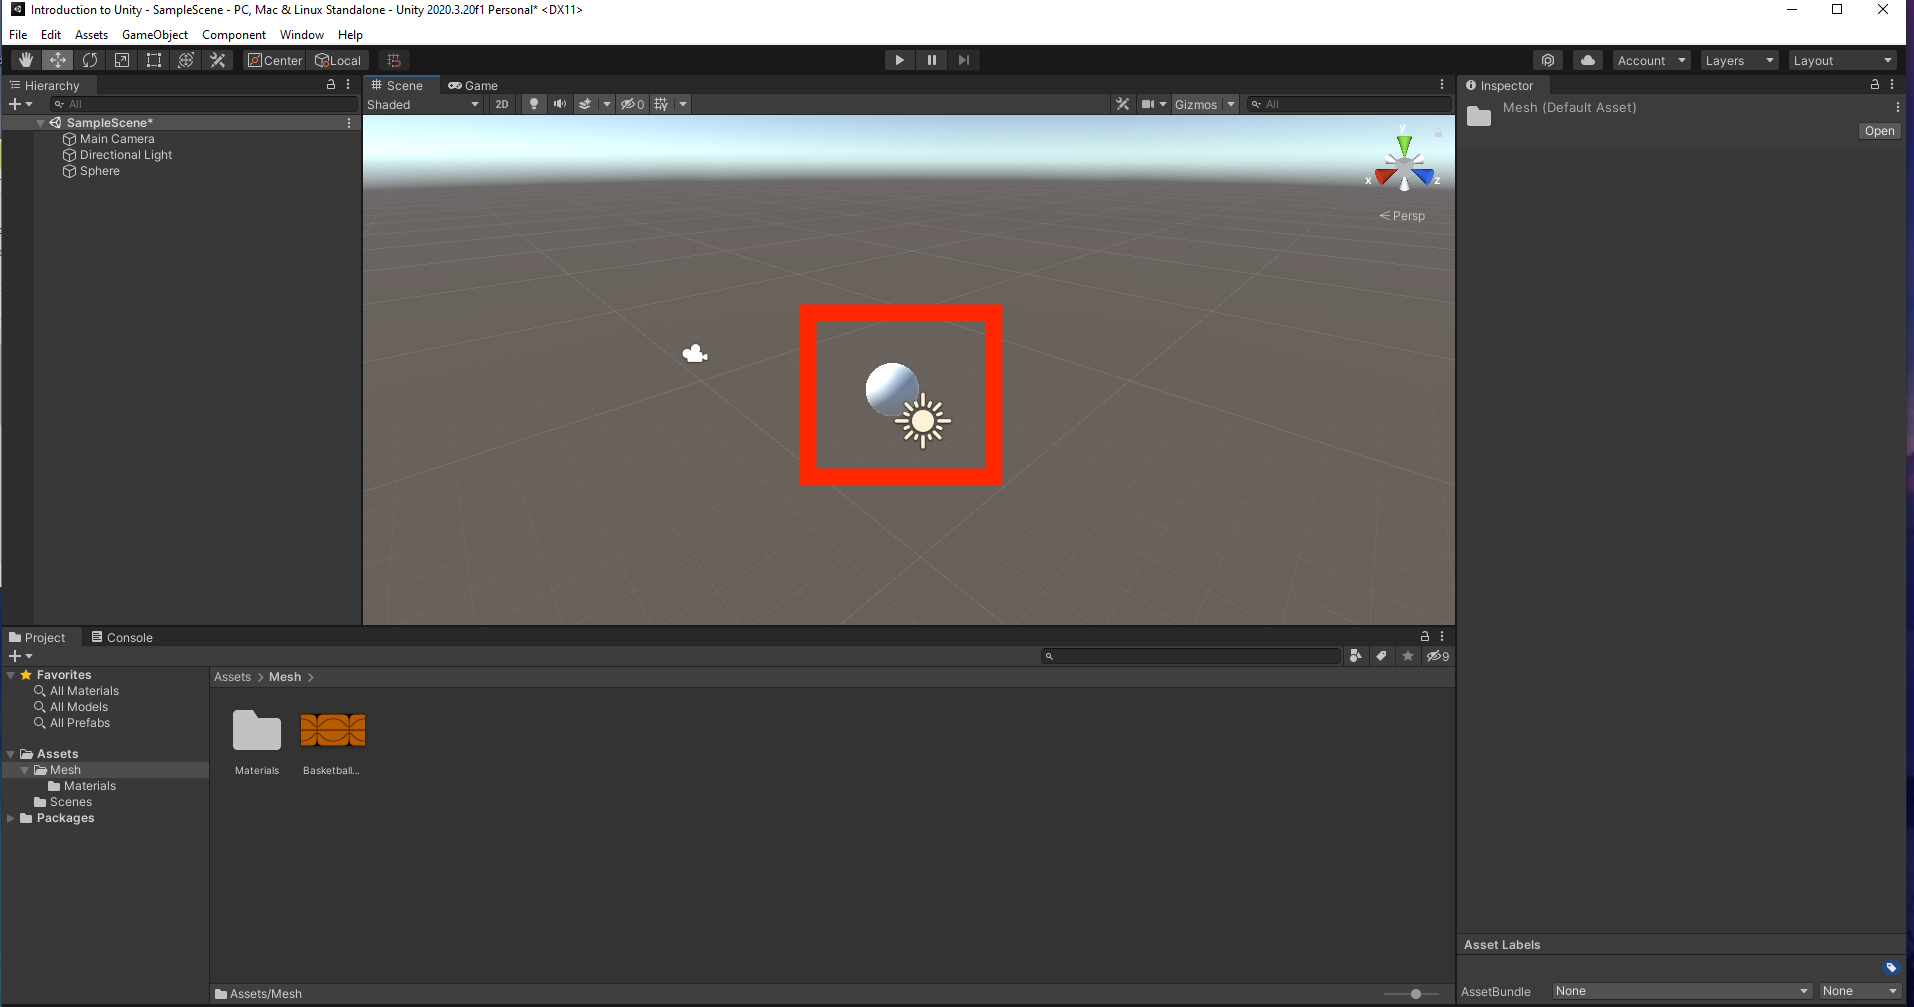 Introduction to Unity - SampleScene - PC, Mac & Linux Standalone - Unity 2020.3.20f1 Personal* <DX11>
File Edit Assets GameObject Component Window Help
Center Local Account Layers Layout
Hierarchy
All
SampleScene*
Main Camera
Directional Light
Sphere
Scene Game
Shaded 2D 0 Gizmos All
y
x z
Persp
Inspector
Mesh (Default Asset)
Open
Project Console
9
Favorites
All Materials
All Models
All Prefabs
Assets
Mesh
Materials
Scenes
Packages
Assets > Mesh >
Materials Basketball...
Assets/Mesh
Asset Labels
AssetBundle None None